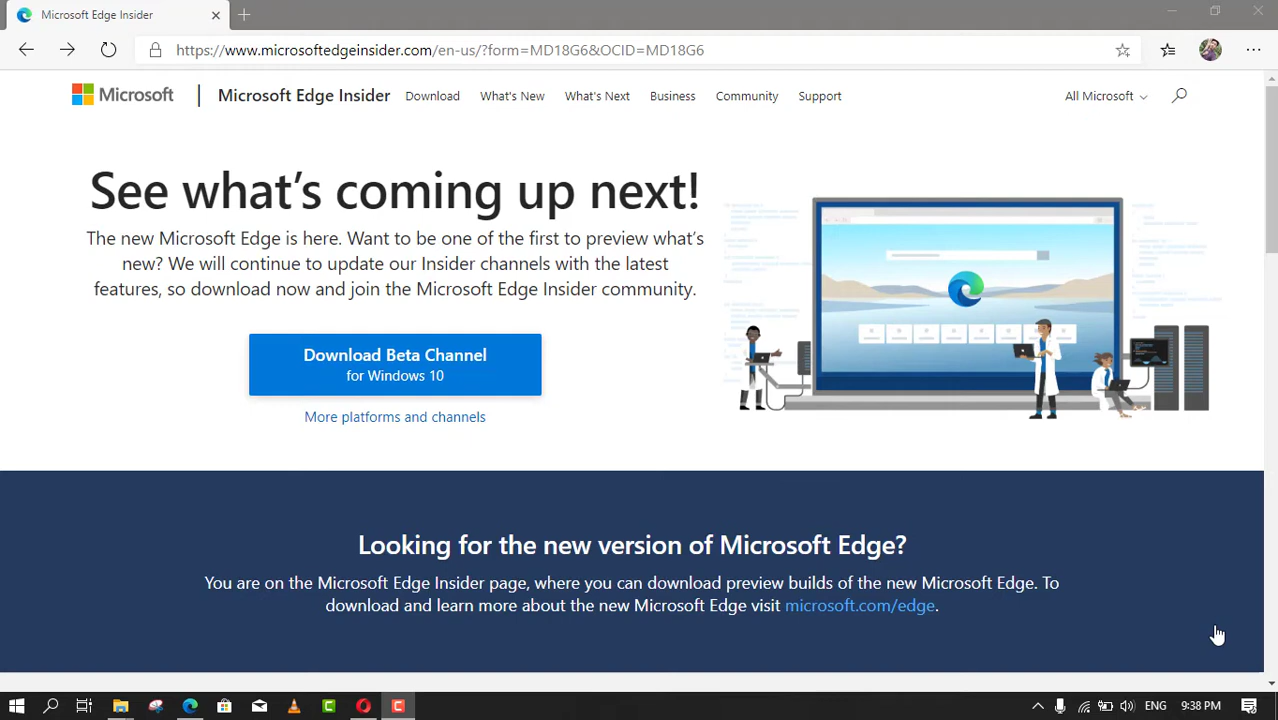 Microsoft Edge Insider
https://www.microsoftedgeinsider.com/en-us/?form=MD18G6&OCID=MD18G6
Microsoft | Microsoft Edge Insider Download What's New What's Next Business Community Support All Microsoft
See what's coming up next!
The new Microsoft Edge is here. Want to be one of the first to preview what's
new? We will continue to update our Insider channels with the latest
features, so download now and join the Microsoft Edge Insider community.
Download Beta Channel
for Windows 10
More platforms and channels
Looking for the new version of Microsoft Edge?
You are on the Microsoft Edge Insider page, where you can download preview builds of the new Microsoft Edge. To
download and learn more about the new Microsoft Edge visit microsoft.com/edge.
ENG 9:38 PM